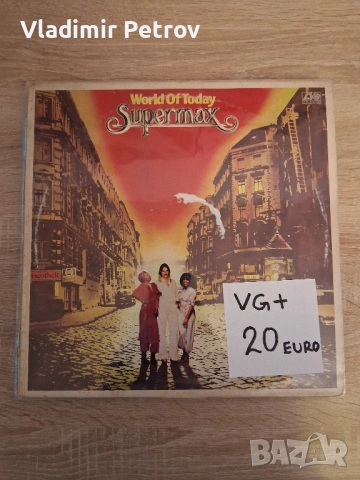 Vladimir Petrov
World Of Today
Supermax
VG+
20 EURO
BAZAR